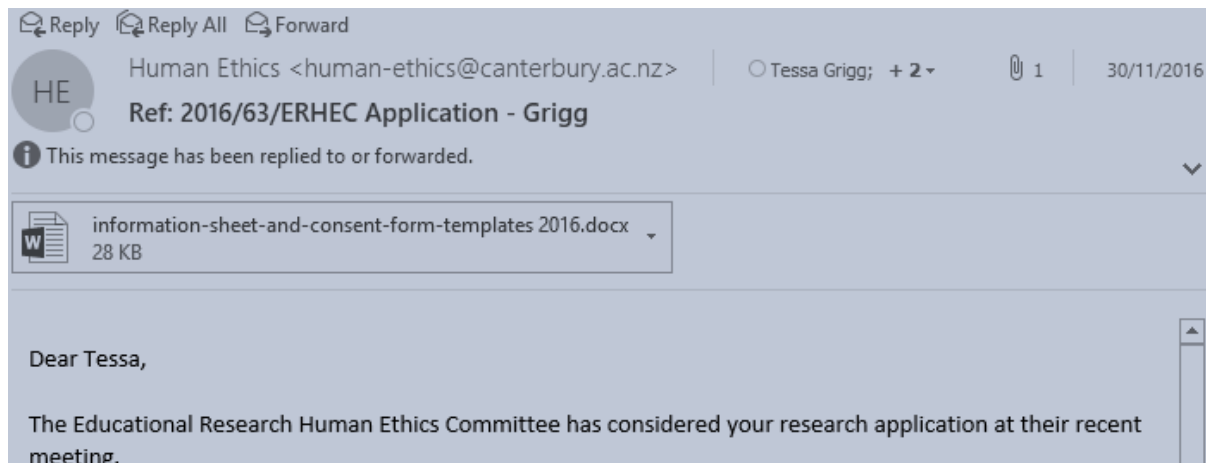 Reply Reply All Forward
HE
Human Ethics <human-ethics@canterbury.ac.nz> Tessa Grigg; + 2 1 30/11/2016
Ref: 2016/63/ERHEC Application - Grigg
This message has been replied to or forwarded.
W
information-sheet-and-consent-form-templates 2016.docx
28 KB
Dear Tessa,
The Educational Research Human Ethics Committee has considered your research application at their recent
meeting.